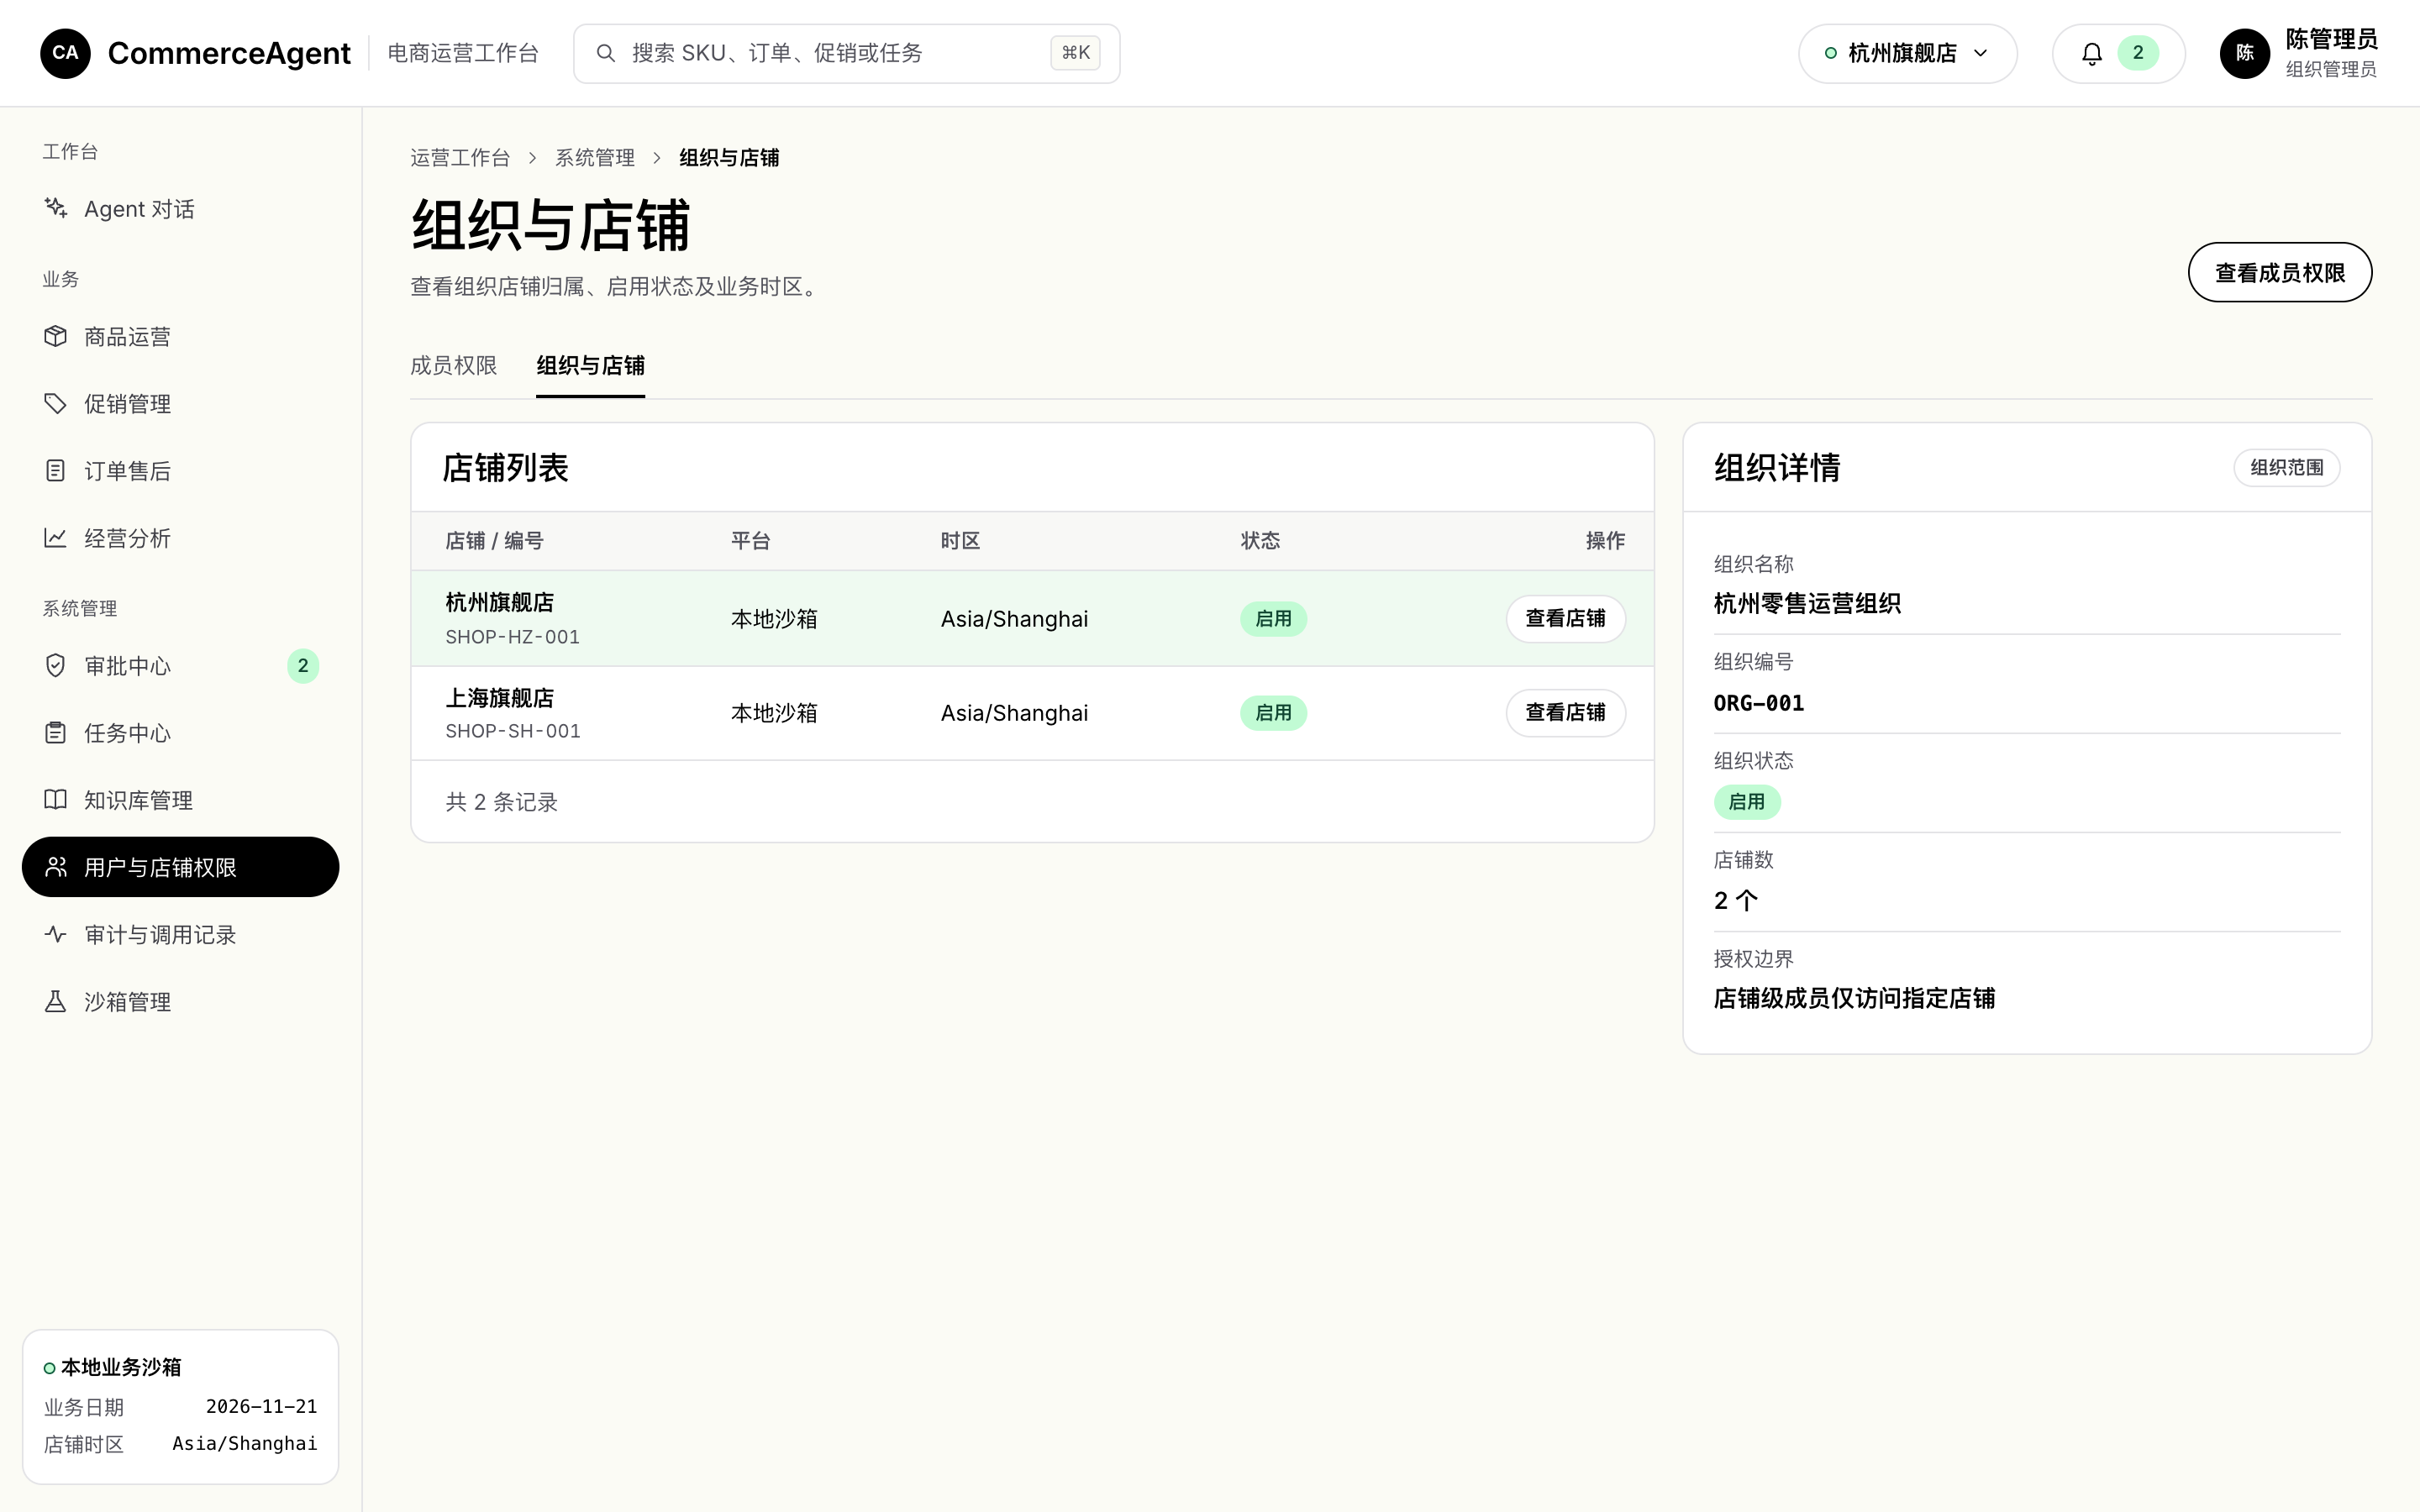 CA CommerceAgent 电商运营工作台 搜索 SKU、订单、促销或任务 ⌘K 杭州旗舰店 2 陈 陈管理员
组织管理员
工作台
Agent 对话
业务
商品运营
促销管理
订单售后
经营分析
系统管理
审批中心 2
任务中心
知识库管理
用户与店铺权限
审计与调用记录
沙箱管理
本地业务沙箱
业务日期 2026-11-21
店铺时区 Asia/Shanghai
运营工作台 > 系统管理 > 组织与店铺
组织与店铺
查看组织店铺归属、启用状态及业务时区。
查看成员权限
成员权限 组织与店铺
店铺列表
店铺 / 编号 平台 时区 状态 操作
杭州旗舰店 本地沙箱 Asia/Shanghai 启用 查看店铺
SHOP-HZ-001
上海旗舰店 本地沙箱 Asia/Shanghai 启用 查看店铺
SHOP-SH-001
共 2 条记录
组织详情 组织范围
组织名称
杭州零售运营组织
组织编号
ORG-001
组织状态
启用
店铺数
2 个
授权边界
店铺级成员仅访问指定店铺